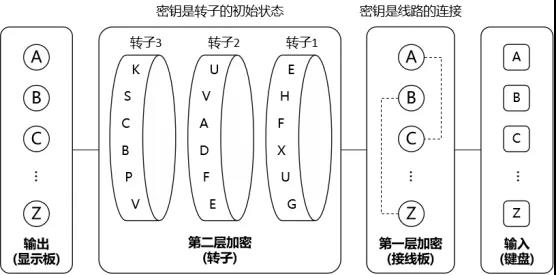 密钥是转子的初始状态
密钥是线路的连接
转子3
转子2
转子1
A
K
U
E
A
A
B
S
V
H
B
B
C
C
A
F
C
C
B
D
X
...
P
F
U
...
...
Z
V
E
G
Z
Z
输出
(显示板)
第二层加密
(转子)
第一层加密
(接线板)
输入
(键盘)